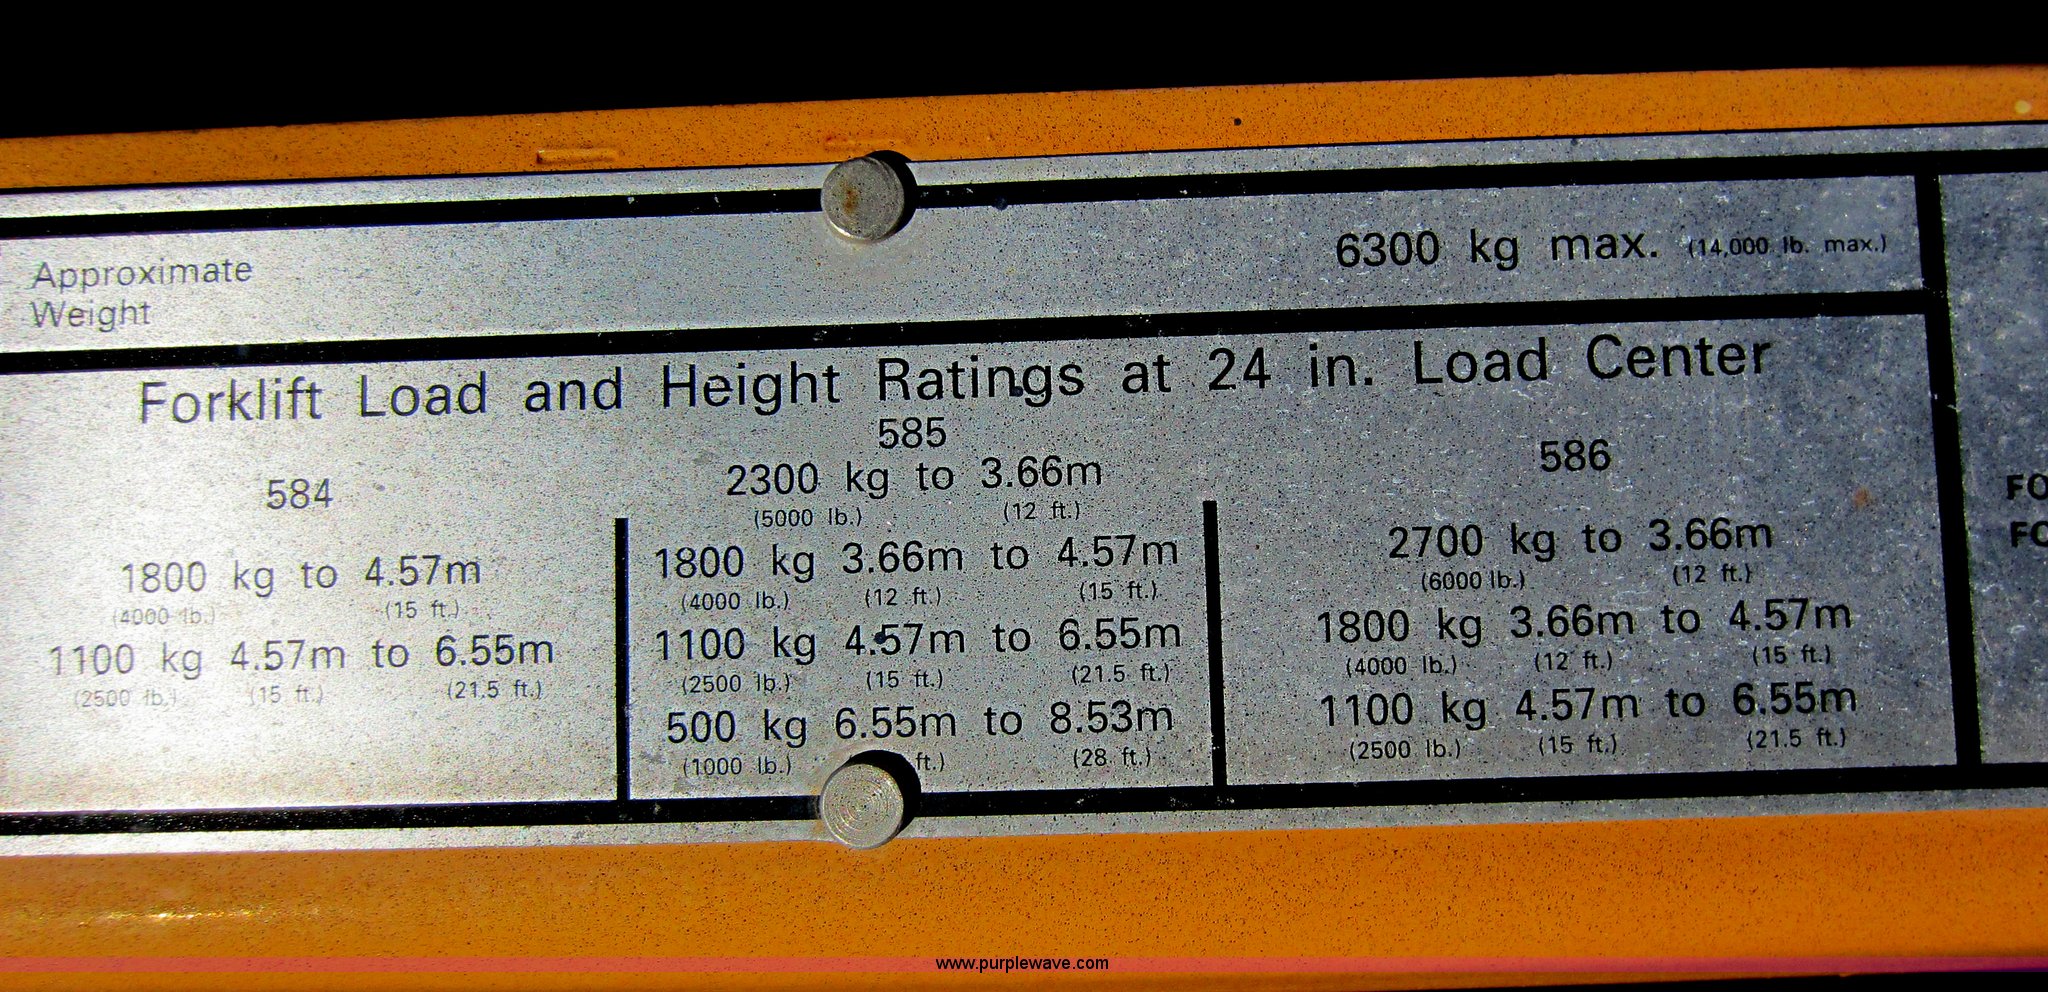 Approximate
Weight
6300 kg max. (14,000 lb. max.)
Forklift Load and Height Ratings at 24 in. Load Center
584
1800 kg to 4.57m
(4000 lb.) (15 ft.)
1100 kg 4.57m to 6.55m
(2500 lb.) (15 ft.) (21.5 ft.)
585
2300 kg to 3.66m
(5000 lb.) (12 ft.)
1800 kg 3.66m to 4.57m
(4000 lb.) (12 ft.) (15 ft.)
1100 kg 4.57m to 6.55m
(2500 lb.) (15 ft.) (21.5 ft.)
500 kg 6.55m to 8.53m
(1000 lb.) ft.) (28 ft.)
586
2700 kg to 3.66m
(6000 lb.) (12 ft.)
1800 kg 3.66m to 4.57m
(4000 lb.) (12 ft.) (15 ft.)
1100 kg 4.57m to 6.55m
(2500 lb.) (15 ft.) (21.5 ft.)
FO
FO
www.purplewave.com